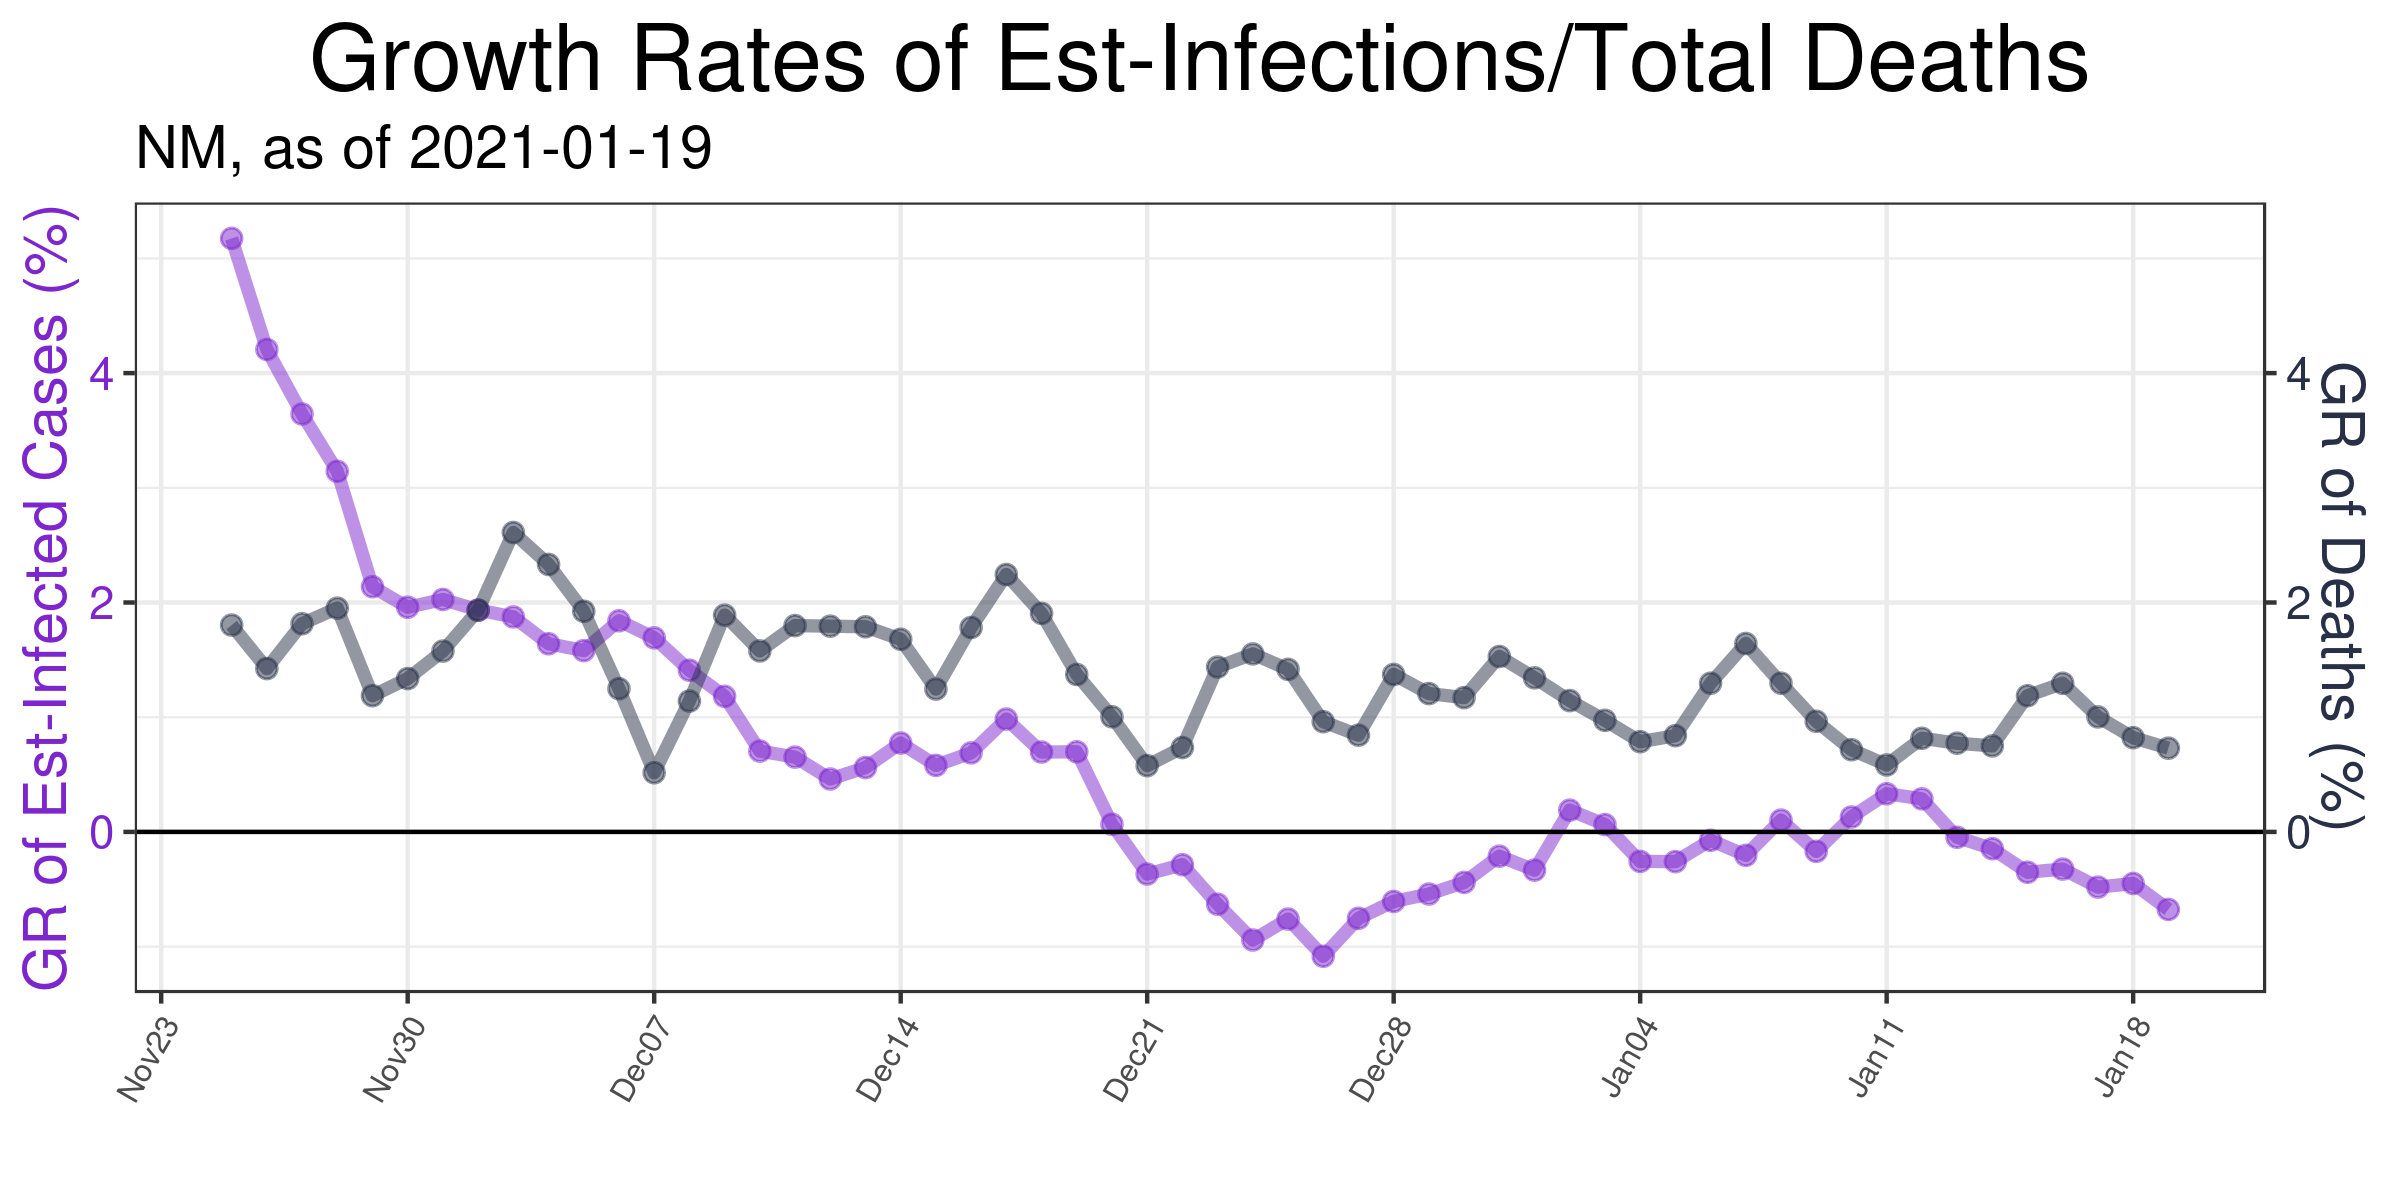 Growth Rates of Est-Infections/Total Deaths
NM, as of 2021-01-19
GR of Est-Infected Cases (%)
4
2
0
4
2
0
GR of Deaths (%)
Nov23
Nov30
Dec07
Dec14
Dec21
Dec28
Jan04
Jan11
Jan18